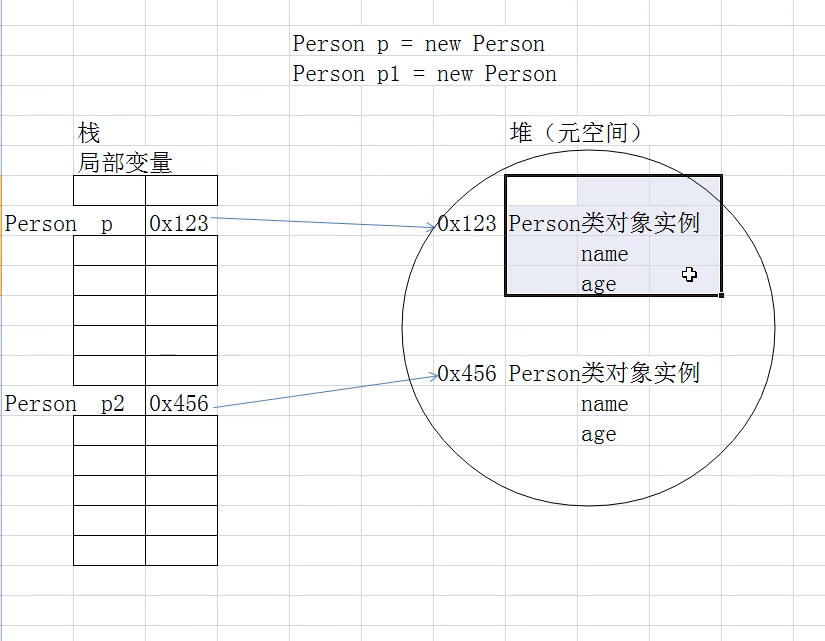 Person p = new Person
Person p1 = new Person
栈
局部变量
堆（元空间）
Person p 0x123
0x123 Person类对象实例
name
age
Person p2 0x456
0x456 Person类对象实例
name
age